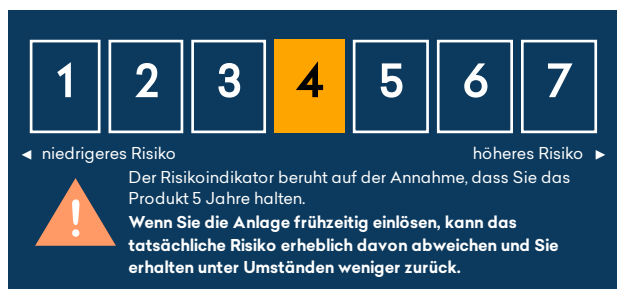 1 2 3 4 5 6 7
◄ niedrigeres Risiko höheres Risiko ►
Der Risikoindikator beruht auf der Annahme, dass Sie das
Produkt 5 Jahre halten.
Wenn Sie die Anlage frühzeitig einlösen, kann das
tatsächliche Risiko erheblich davon abweichen und Sie
erhalten unter Umständen weniger zurück.
!